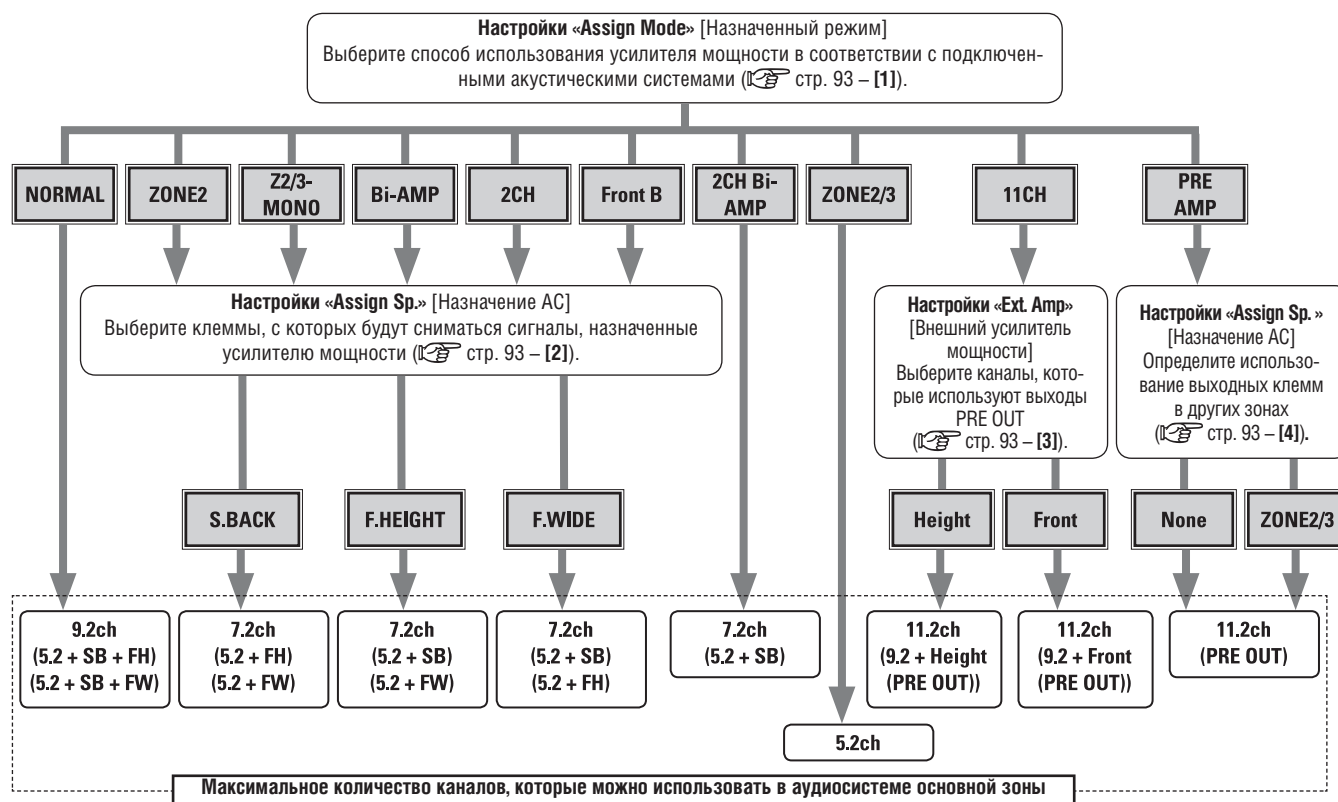 Настройки «Assign Mode» [Назначенный режим]
Выберите способ использования усилителя мощности в соответствии с подключен-
ными акустическими системами (стр. 93 – [1]).
NORMAL
ZONE2
Z2/3-
MONO
Bi-AMP
2CH
Front B
2CH Bi-
AMP
ZONE2/3
11CH
PRE
AMP
Настройки «Assign Sp.» [Назначение АС]
Выберите клеммы, с которых будут сниматься сигналы, назначенные
усилителю мощности (стр. 93 – [2]).
Настройки «Ext. Amp»
[Внешний усилитель
мощности]
Выберите каналы, кото-
рые используют выходы
PRE OUT
(стр. 93 – [3]).
Настройки «Assign Sp. »
[Назначение АС]
Определите использо-
вание выходных клемм
в других зонах
(стр. 93 – [4]).
S.BACK
F.HEIGHT
F.WIDE
Height
Front
None
ZONE2/3
9.2ch
(5.2 + SB + FH)
(5.2 + SB + FW)
7.2ch
(5.2 + FH)
(5.2 + FW)
7.2ch
(5.2 + SB)
(5.2 + FW)
7.2ch
(5.2 + SB)
(5.2 + FH)
7.2ch
(5.2 + SB)
11.2ch
(9.2 + Height
(PRE OUT))
11.2ch
(9.2 + Front
(PRE OUT))
11.2ch
(PRE OUT)
5.2ch
Максимальное количество каналов, которые можно использовать в аудиосистеме основной зоны